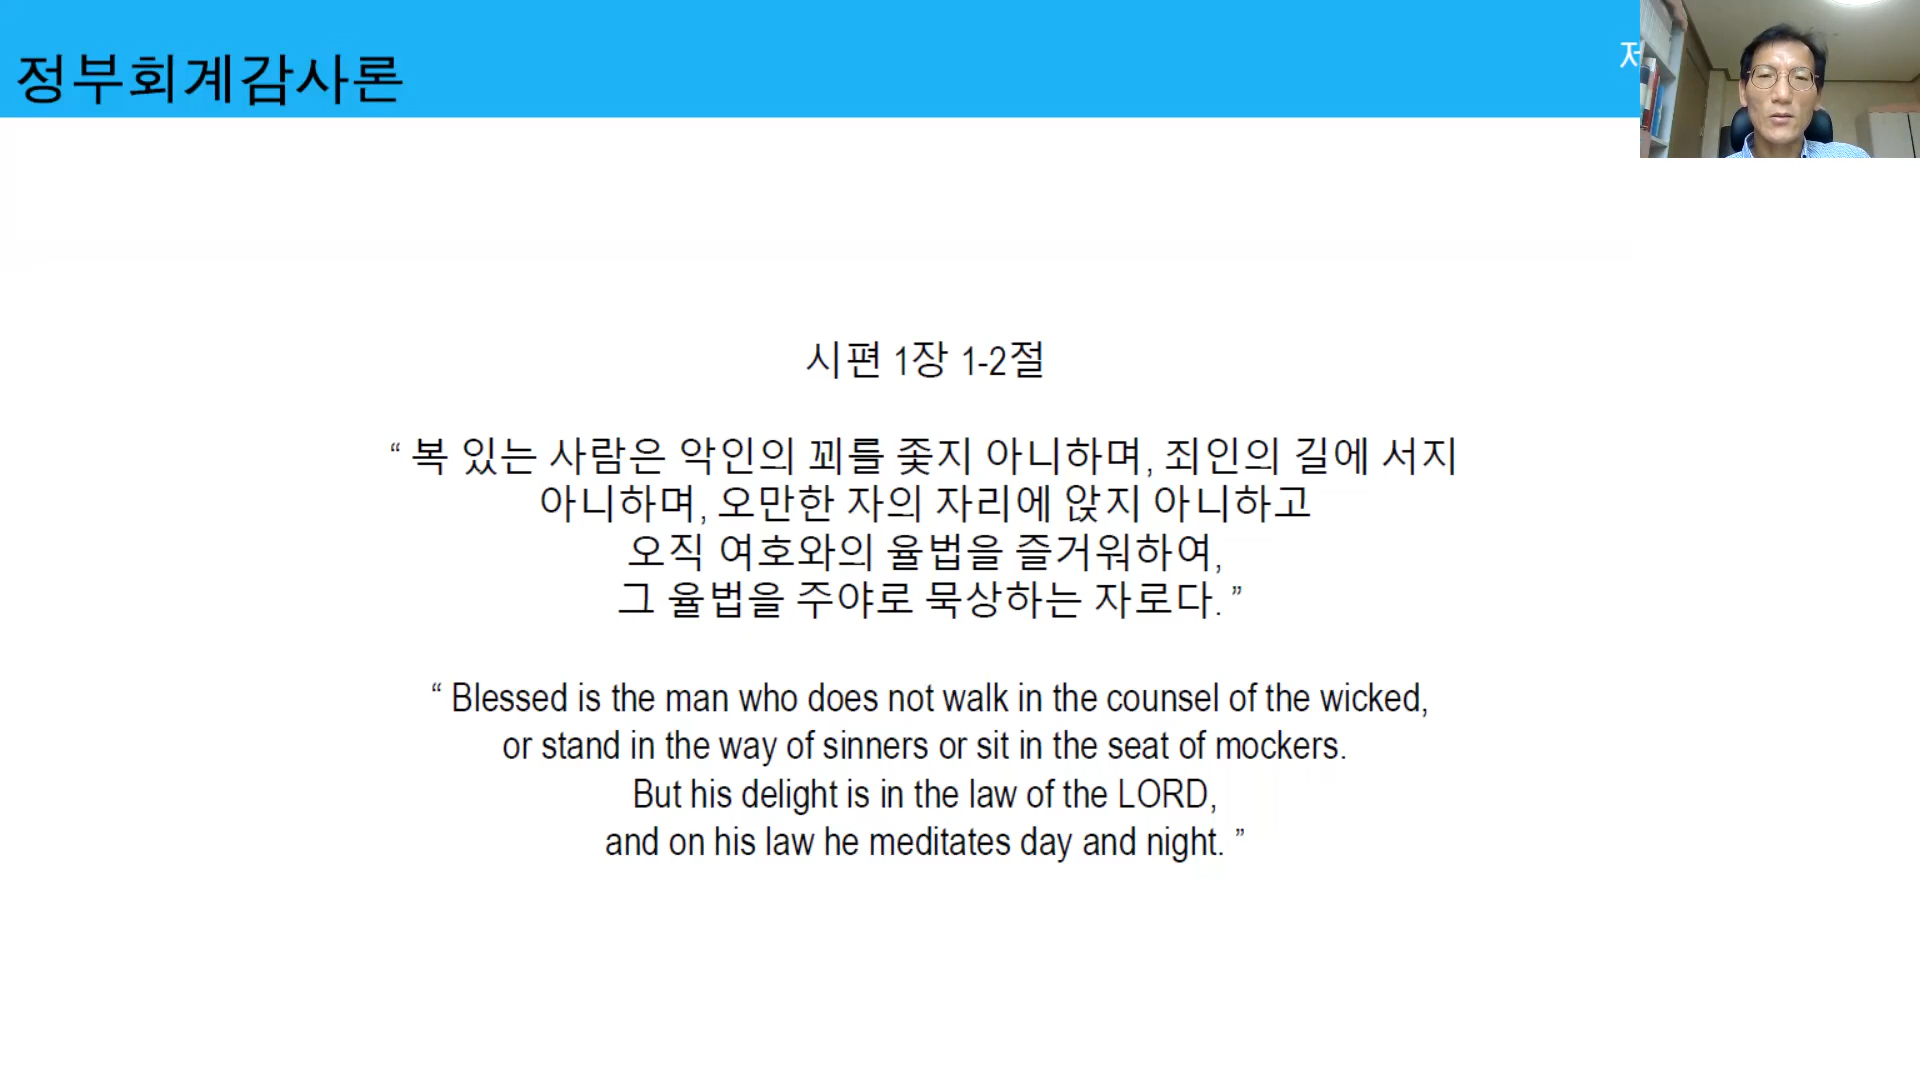 정부회계감사론
시편 1장 1-2절
“ 복 있는 사람은 악인의 꾀를 좇지 아니하며, 죄인의 길에 서지
아니하며, 오만한 자의 자리에 앉지 아니하고
오직 여호와의 율법을 즐거워하여,
그 율법을 주야로 묵상하는 자로다. ”
“ Blessed is the man who does not walk in the counsel of the wicked,
or stand in the way of sinners or sit in the seat of mockers.
But his delight is in the law of the LORD,
and on his law he meditates day and night. ”